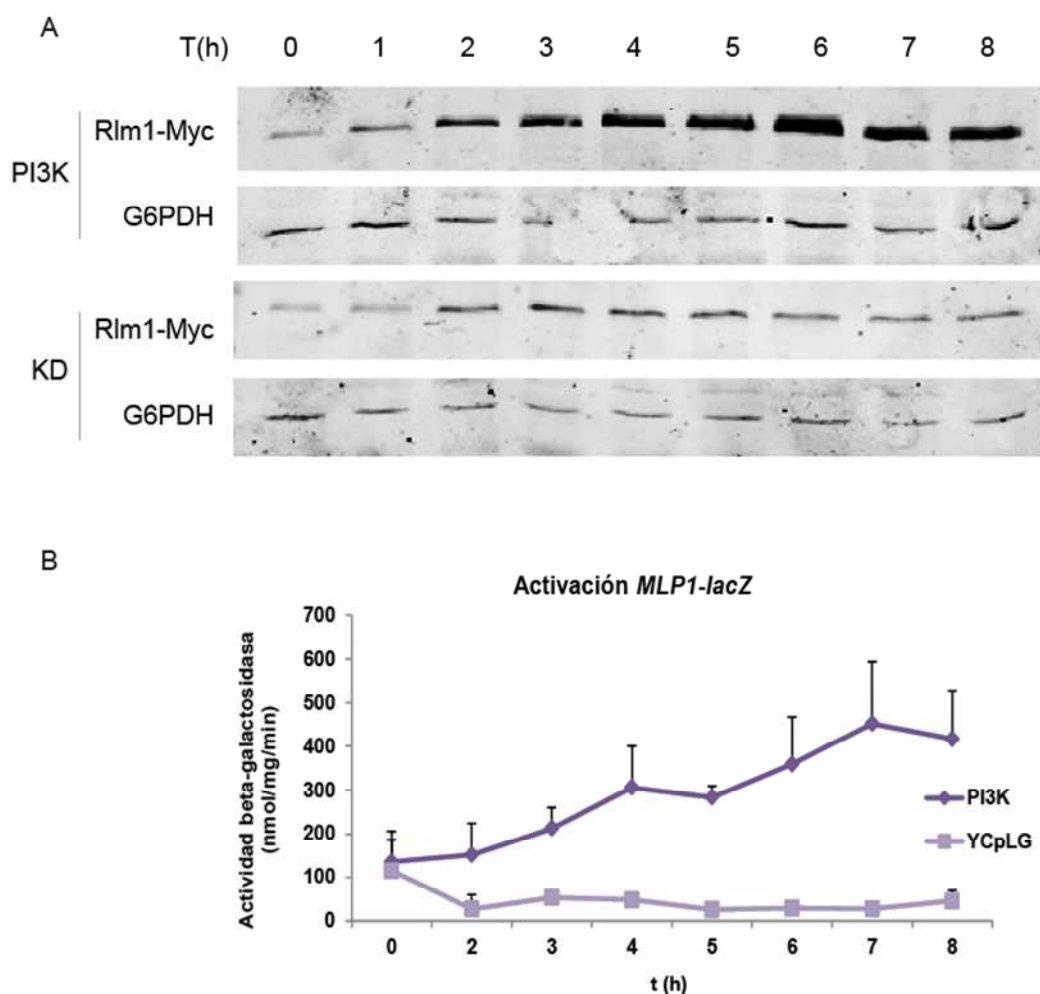 A
T(h) 0 1 2 3 4 5 6 7 8
Rlm1-Myc
PI3K
G6PDH
Rlm1-Myc
KD
G6PDH
B
Activación MLP1-lacZ
Actividad beta-galactosidasa
(nmol/mg/min)
700
600
500
400
300
200
100
0
PI3K
YCpLG
0 2 3 4 5 6 7 8
t (h)